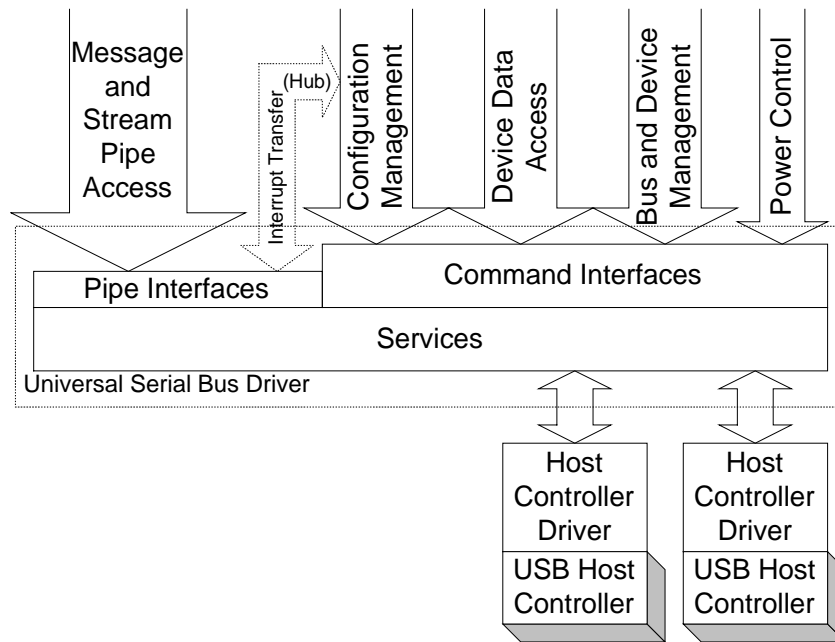 Message
and
Stream
Pipe
Access
Interrupt Transfer
(Hub)
Configuration
Management
Device Data
Access
Bus and Device
Management
Power Control
Pipe Interfaces
Command Interfaces
Services
Universal Serial Bus Driver
Host
Controller
Driver
USB Host
Controller
Host
Controller
Driver
USB Host
Controller